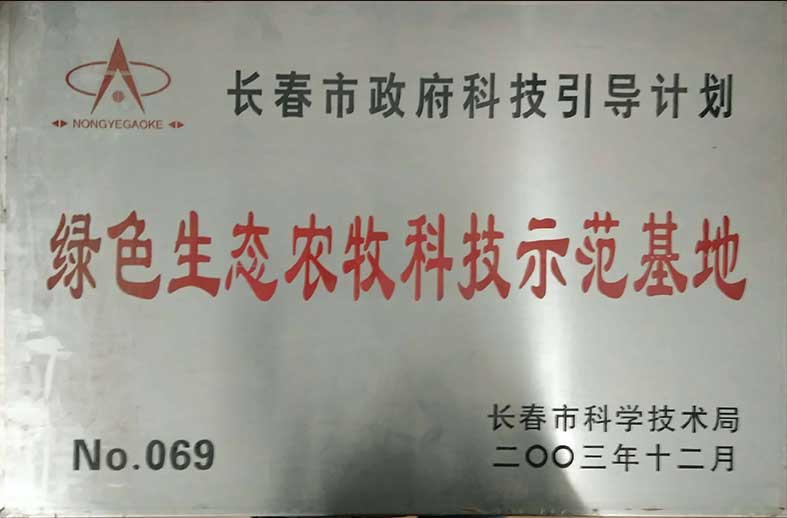 长春市政府科技引导计划
NONGYEGAOKE
绿色生态农牧科技示范基地
长春市科学技术局
No.069
二〇〇三年十二月